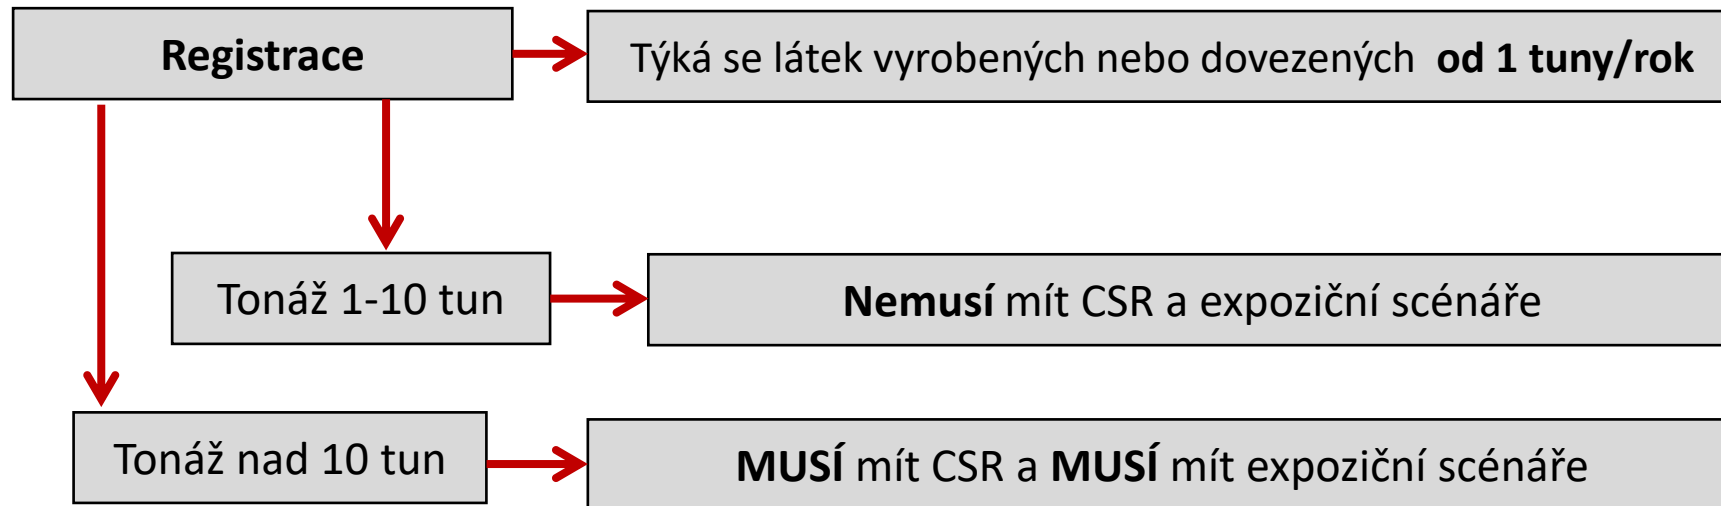 Registrace
Týká se látek vyrobených nebo dovezených od 1 tuny/rok
Tonáž 1-10 tun
Nemusí mít CSR a expoziční scénáře
Tonáž nad 10 tun
MUSÍ mít CSR a MUSÍ mít expoziční scénáře